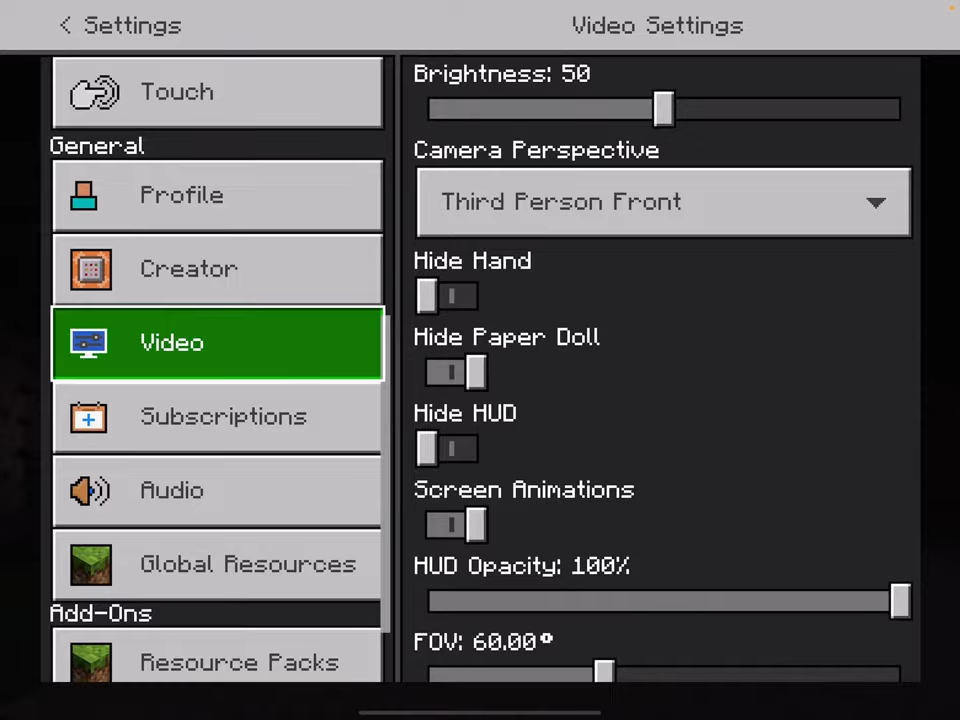 Settings
Video Settings
Touch
General
Profile
Creator
Video
Subscriptions
Audio
Global Resources
Add-Ons
Resource Packs
Brightness: 50
Camera Perspective
Third Person Front
Hide Hand
Hide Paper Doll
Hide HUD
Screen Animations
HUD Opacity: 100%
FOV: 60.00°